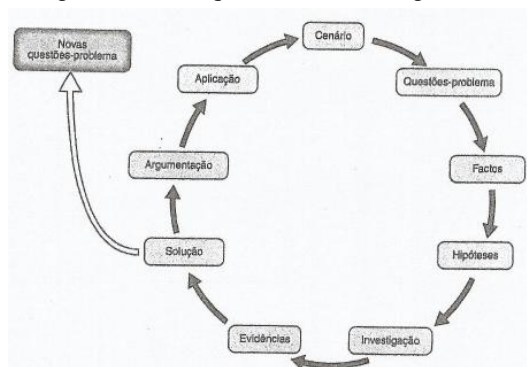 Cenário
Questões-problema
Factos
Hipóteses
Investigação
Evidências
Solução
Argumentação
Aplicação
Novas
questões-problema